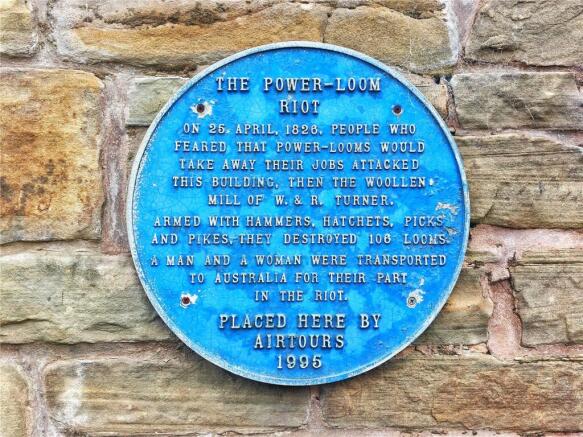 THE POWER-LOOM
RIOT
ON 25. APRIL, 1826, PEOPLE WHO
FEARED THAT POWER-LOOMS WOULD
TAKE AWAY THEIR JOBS ATTACKED
THIS BUILDING, THEN THE WOOLLEN
MILL OF W. & R. TURNER.
ARMED WITH HAMMERS, HATCHETS, PICKS
AND PIKES, THEY DESTROYED 106 LOOMS.
A MAN AND A WOMAN WERE TRANSPORTED
TO AUSTRALIA FOR THEIR PART
IN THE RIOT.
PLACED HERE BY
AIRTOURS
1995